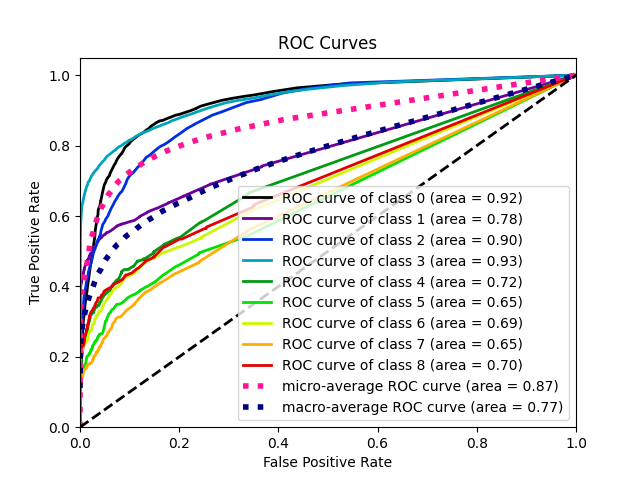 ROC Curves
True Positive Rate
1.0
0.8
0.6
0.4
0.2
0.0
ROC curve of class 0 (area = 0.92)
ROC curve of class 1 (area = 0.78)
ROC curve of class 2 (area = 0.90)
ROC curve of class 3 (area = 0.93)
ROC curve of class 4 (area = 0.72)
ROC curve of class 5 (area = 0.65)
ROC curve of class 6 (area = 0.69)
ROC curve of class 7 (area = 0.65)
ROC curve of class 8 (area = 0.70)
micro-average ROC curve (area = 0.87)
macro-average ROC curve (area = 0.77)
0.0 0.2 0.4 0.6 0.8 1.0
False Positive Rate